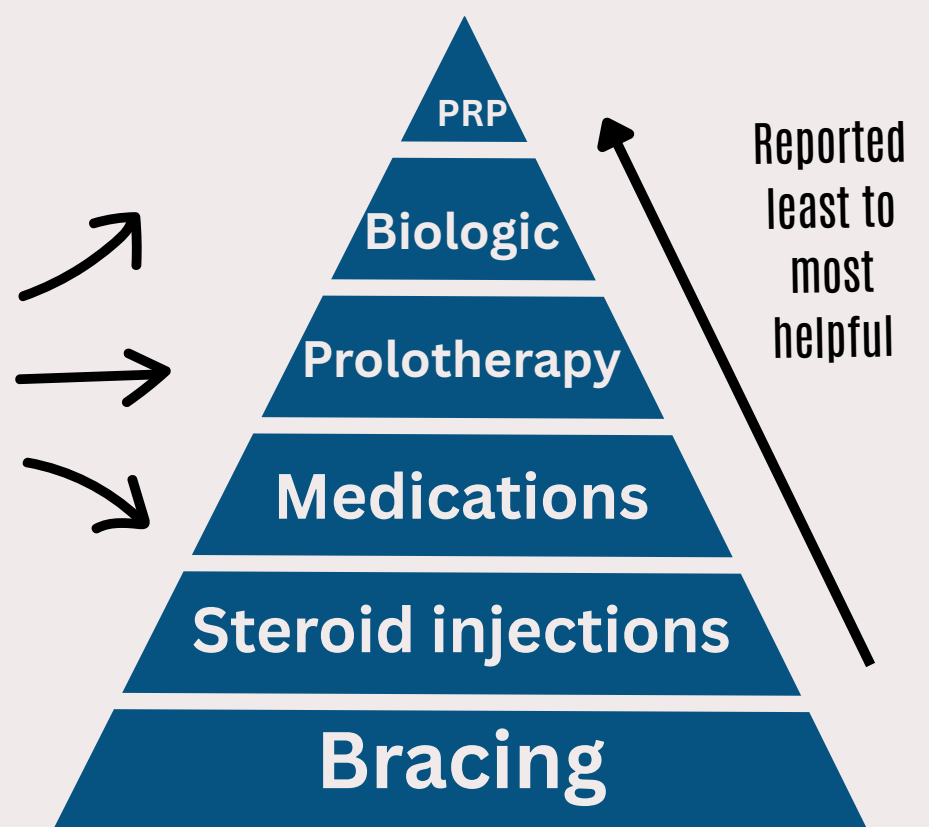 PRP
Biologic
Prolotherapy
Medications
Steroid injections
Bracing
Reported
least to
most
helpful